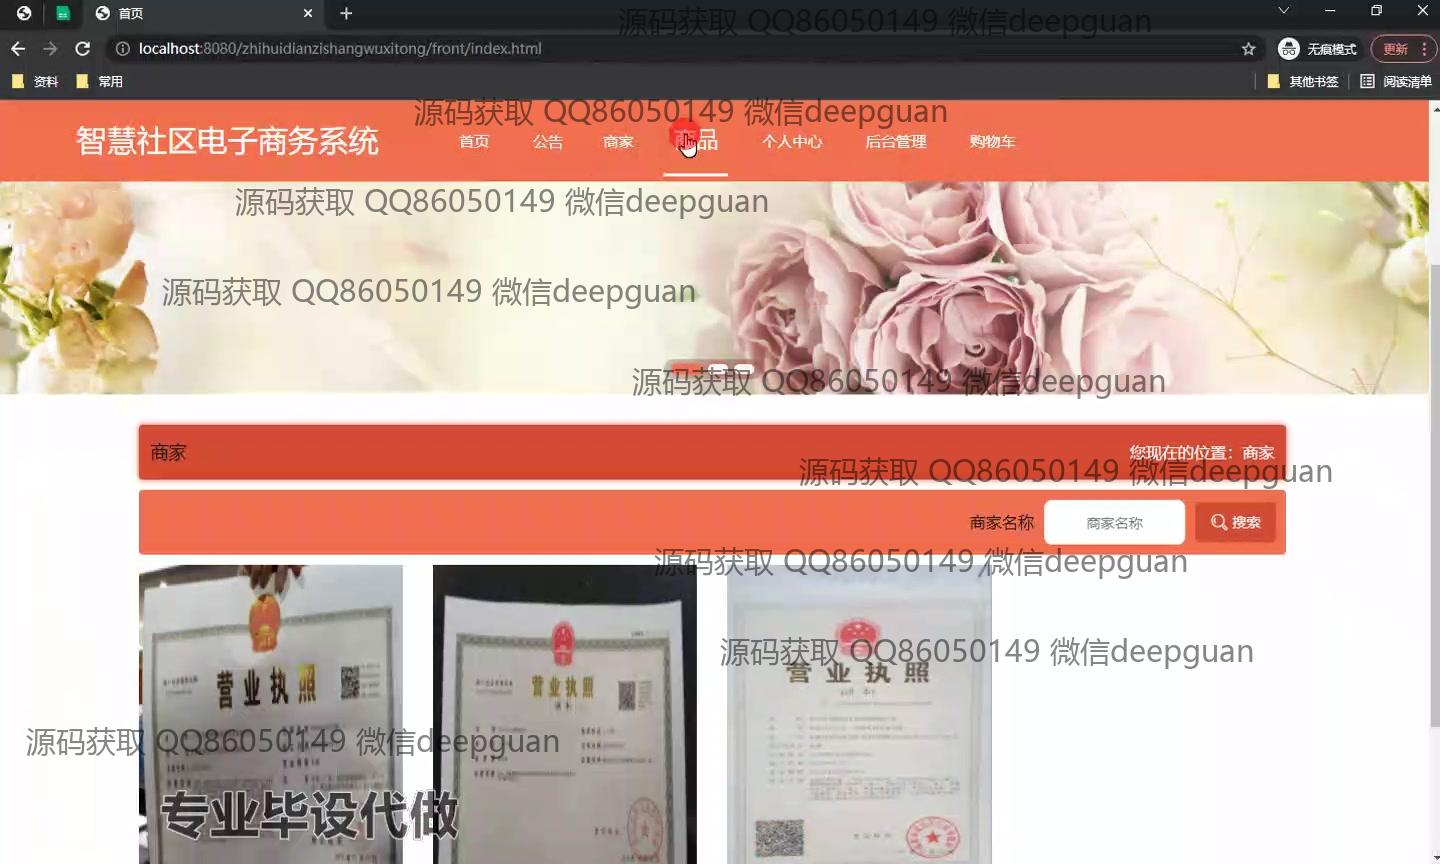 首页
源码获取 QQ86050149 微信deepguan
localhost:8080/zhihuidianzishangwuxitong/front/index.html
无痕模式
更新
资料
常用
其他书签
阅读清单
源码获取 QQ86050149 微信deepguan
智慧社区电子商务系统
首页
公告
商家
商品
个人中心
后台管理
购物车
源码获取 QQ86050149 微信deepguan
源码获取 QQ86050149 微信deepguan
源码获取 QQ86050149 微信deepguan
商家
您现在的位置：商家
源码获取 QQ86050149 微信deepguan
商家名称
商家名称
搜索
源码获取 QQ86050149 微信deepguan
源码获取 QQ86050149 微信deepguan
营业执照
营业执照
营业执照
源码获取 QQ86050149 微信deepguan
专业毕设代做